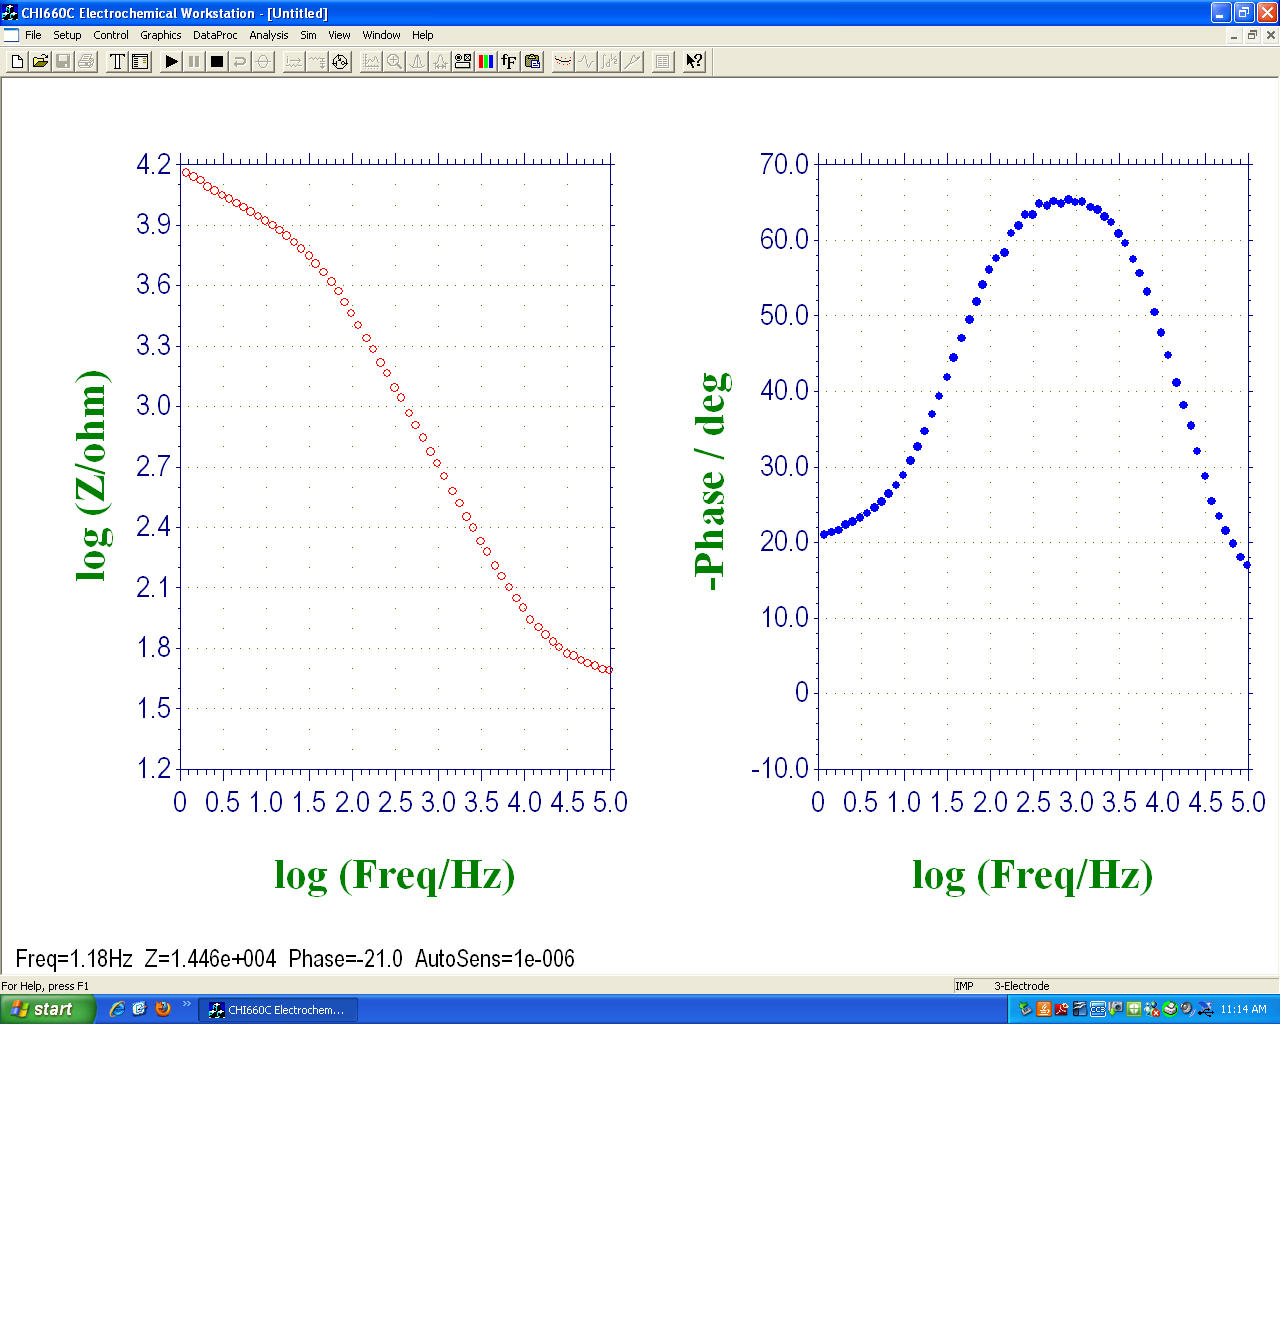 CHI660C Electrochemical Workstation - [Untitled]
File Setup Control Graphics DataProc Analysis Sim View Window Help
4.2
3.9
3.6
3.3
3.0
2.7
2.4
2.1
1.8
1.5
1.2
log (Z/ohm)
0 0.5 1.0 1.5 2.0 2.5 3.0 3.5 4.0 4.5 5.0
log (Freq/Hz)
70.0
60.0
50.0
40.0
30.0
20.0
10.0
0
-10.0
-Phase / deg
0 0.5 1.0 1.5 2.0 2.5 3.0 3.5 4.0 4.5 5.0
log (Freq/Hz)
Freq=1.18Hz Z=1.446e+004 Phase=-21.0 AutoSens=1e-006
For Help, press F1
IMP 3-Electrode
start
CHI660C Electrochem...
11:14 AM